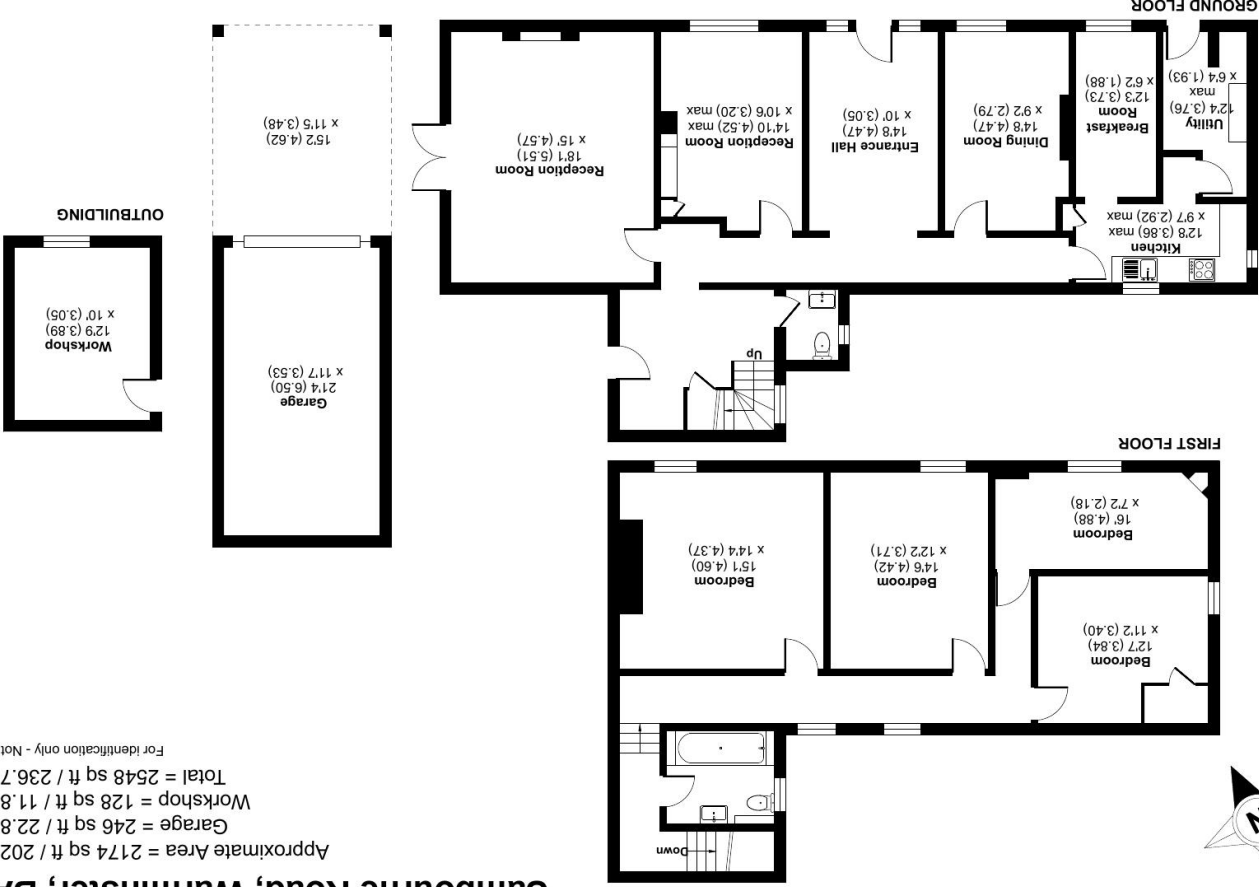 Sambourne Road, Warminster, BA
Approximate Area = 2174 sq ft / 202
Garage = 246 sq ft / 22.8
Workshop = 128 sq ft / 11.8
Total = 2548 sq ft / 236.7
For identification only - Not
N
Down
Bedroom
12'7 (3.84)
x 11'2 (3.40)
Bedroom
16' (4.88)
x 7'2 (2.18)
Bedroom
14'6 (4.42)
x 12'2 (3.71)
Bedroom
15'1 (4.60)
x 14'4 (4.37)
FIRST FLOOR
Garage
21'4 (6.50)
x 11'7 (3.53)
15'2 (4.62)
x 11'5 (3.48)
Workshop
12'9 (3.89)
x 10' (3.05)
OUTBUILDING
Up
Kitchen
12'8 (3.86) max
x 9'7 (2.92) max
Utility
12'4 (3.76)
max
x 6'4 (1.93)
Breakfast
Room
12'3 (3.73)
x 6'2 (1.88)
Dining Room
14'8 (4.47)
x 9'2 (2.79)
Entrance Hall
14'8 (4.47)
x 10' (3.05)
Reception Room
14'10 (4.52) max
x 10'6 (3.20) max
Reception Room
18'1 (5.51)
x 15' (4.57)
GROUND FLOOR